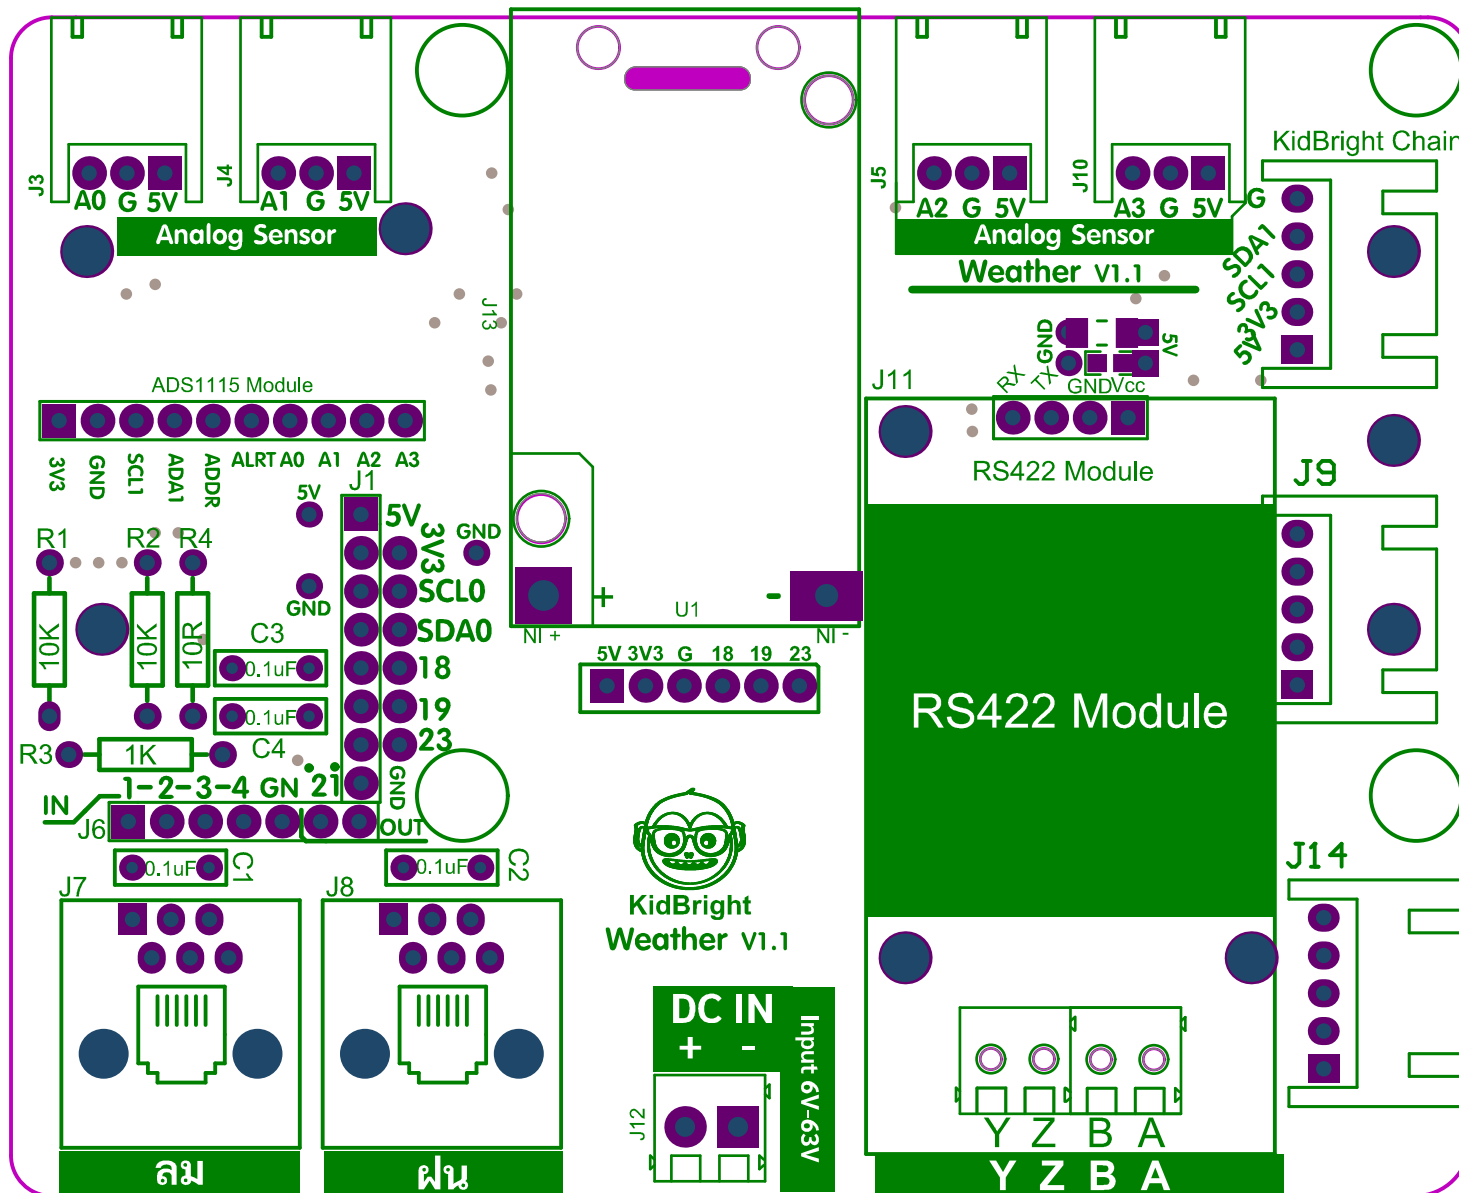 J3
A0 G 5V
J4
A1 G 5V
Analog Sensor
J5
A2 G 5V
J10
A3 G 5V
Analog Sensor
Weather V1.1
KidBright Chain
G
SDA1
SCL1
3V3
5V
J13
GND
5V
RX TX GND Vcc
J11
RS422 Module
ADS1115 Module
3V3 GND SCL1 ADA1 ADDR ALRT A0 A1 A2 A3
J1
5V
GND
5V
3V3
GND
SCL0
SDA0
18
19
23
GND
R1 R2 R4
10K 10K 10R
C3
0.1uF
0.1uF
C4
R3
1K
+ -
NI + U1 NI -
5V 3V3 G 18 19 23
RS422 Module
J9
IN
1-2-3-4 GN 21
J6
OUT
0.1uF C1
0.1uF C2
J7
J8
KidBright
Weather V1.1
J14
DC IN
+ -
Input 6V-63V
J12
Y Z B A
Y Z B A
ลม
ฝน